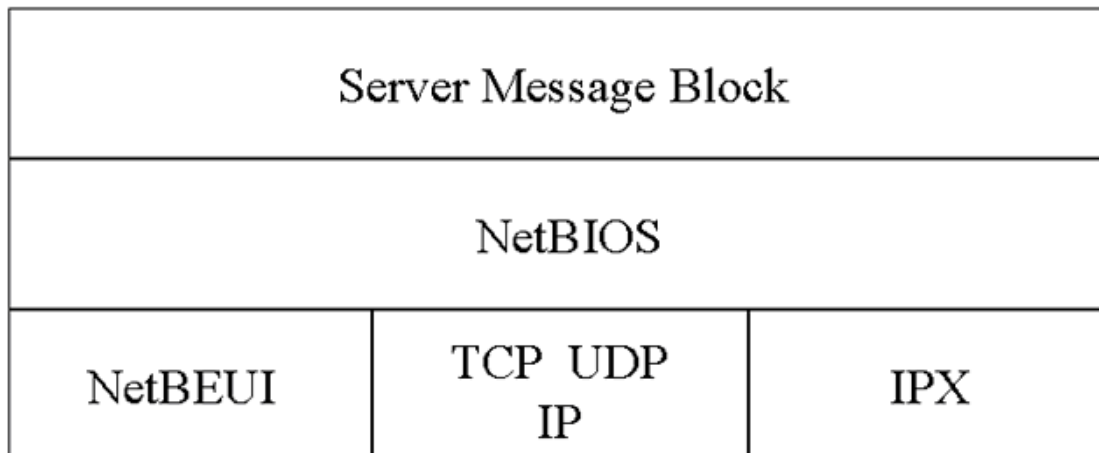 Server Message Block
NetBIOS
NetBEUI
TCP UDP
IP
IPX